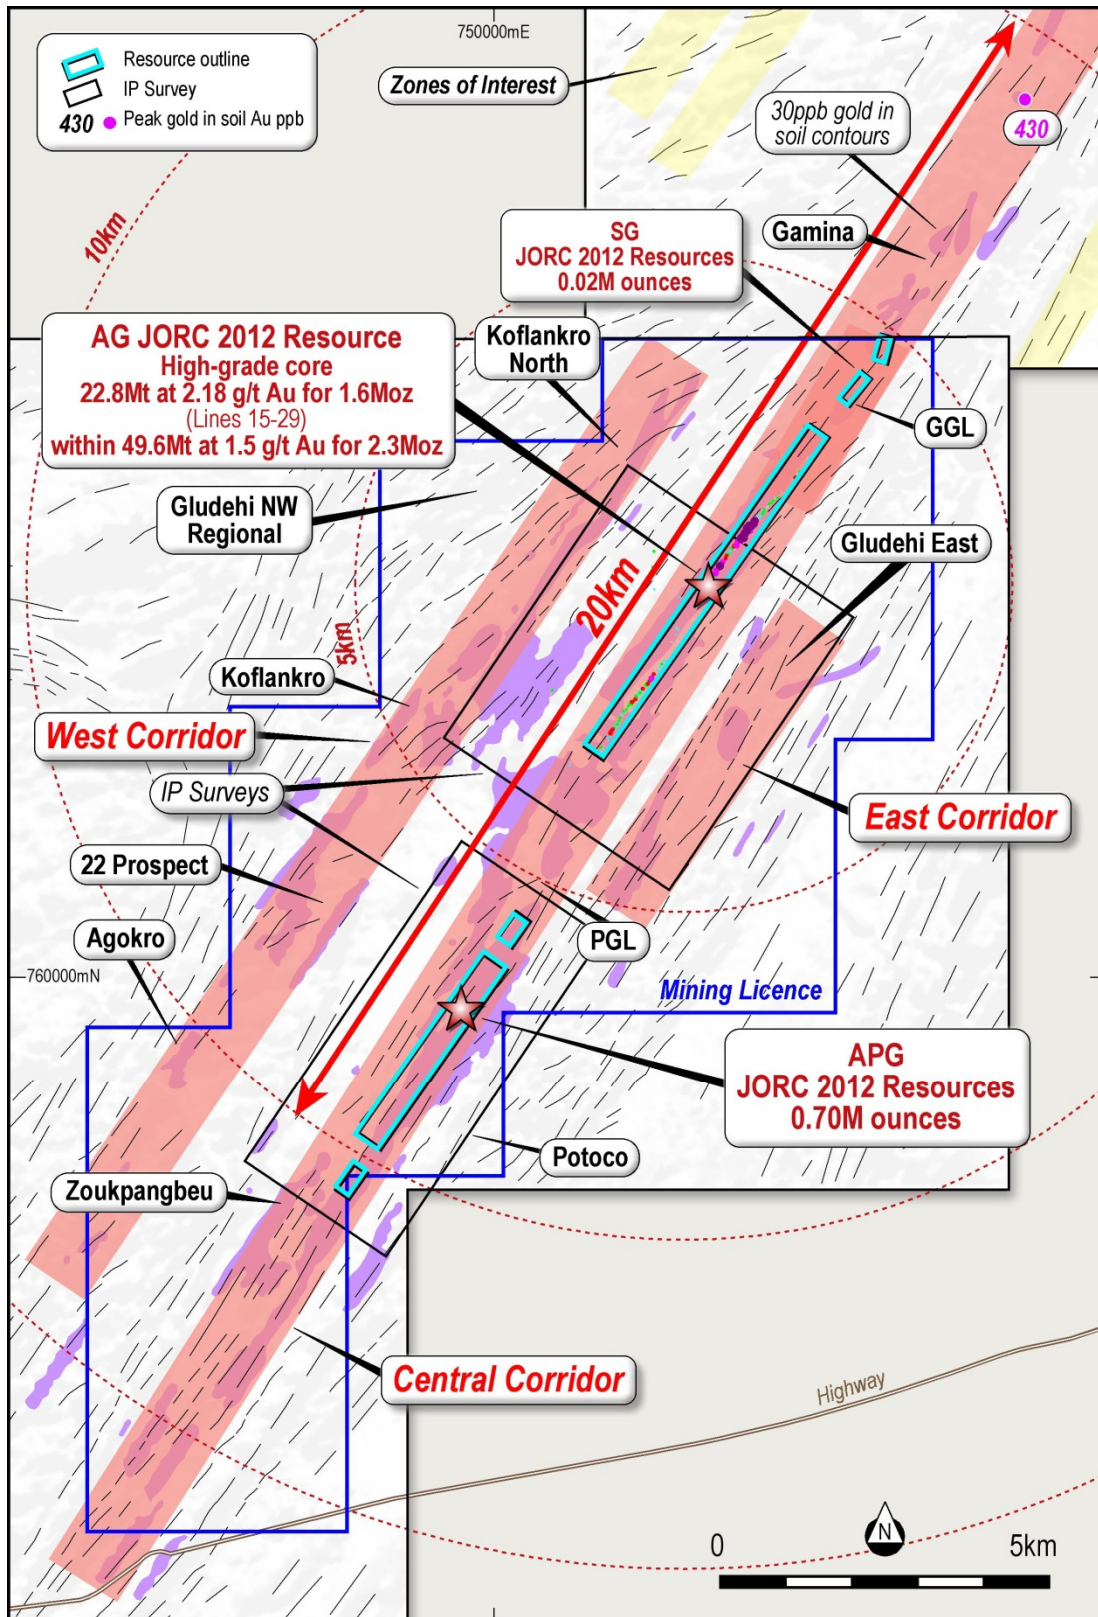 750000mE
Resource outline
IP Survey
430 Peak gold in soil Au ppb
Zones of Interest
30ppb gold in
soil contours
430
10km
SG
JORC 2012 Resources
0.02M ounces
Gamina
AG JORC 2012 Resource
High-grade core
22.8Mt at 2.18 g/t Au for 1.6Moz
(Lines 15-29)
within 49.6Mt at 1.5 g/t Au for 2.3Moz
Koflankro
North
GGL
Gludehi NW
Regional
Gludehi East
20km
5km
Koflankro
West Corridor
IP Surveys
East Corridor
22 Prospect
Agokro
PGL
760000mN
Mining Licence
APG
JORC 2012 Resources
0.70M ounces
Potoco
Zoukpangbeu
Central Corridor
Highway
N
0 5km